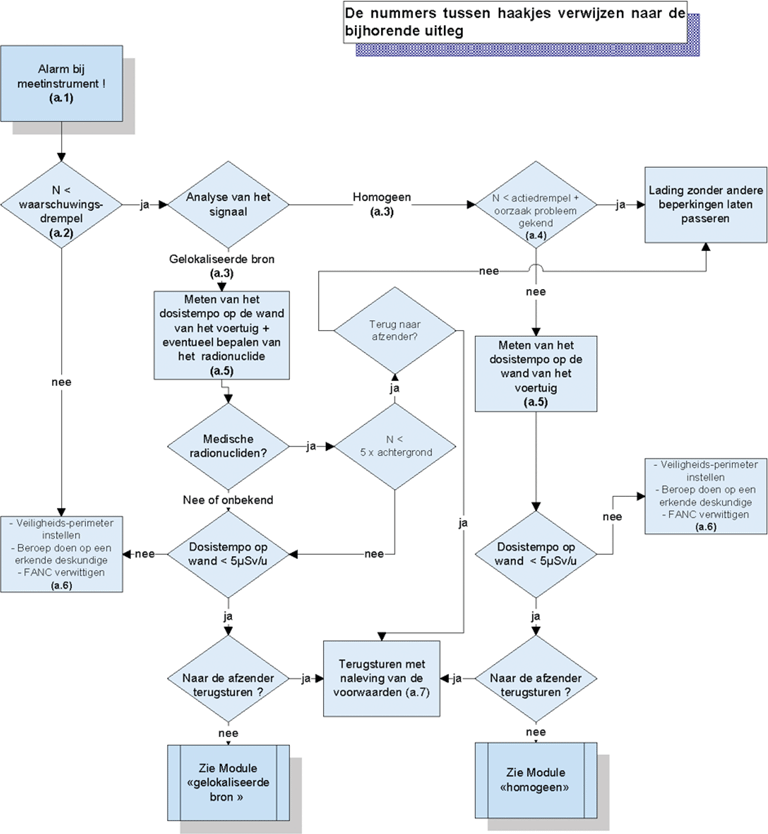 De nummers tussen haakjes verwijzen naar de
bijhorende uitleg
Alarm bij
meetinstrument !
(a.1)
N <
waarschuwings-
drempel
(a.2)
ja
Analyse van het
signaal
Homogeen
(a.3)
N < actiedrempel +
oorzaak probleem
gekend
(a.4)
ja
Lading zonder andere
beperkingen laten
passeren
Gelokaliseerde bron
(a.3)
nee
nee
Meten van het
dosistempo op de wand
van het voertuig +
eventueel bepalen van
het radionuclide
(a.5)
Terug naar
afzender?
Meten van het
dosistempo op de
wand van het
voertuig
(a.5)
nee
ja
Medische
radionucliden?
ja
N <
5 x achtergrond
Nee of onbekend
ja
- Veiligheids-perimeter
instellen
- Beroep doen op een
erkende deskundige
- FANC verwittigen
(a.6)
- Veiligheids-perimeter
instellen
- Beroep doen op een
erkende deskundige
- FANC verwittigen
(a.6)
nee
Dosistempo op
wand < 5µSv/u
nee
Dosistempo op
wand < 5µSv/u
nee
ja
ja
Naar de afzender
terugsturen ?
ja
Terugsturen met
naleving van de
voorwaarden (a.7)
ja
Naar de afzender
terugsturen ?
nee
nee
Zie Module
«gelokaliseerde
bron »
Zie Module
«homogeen»